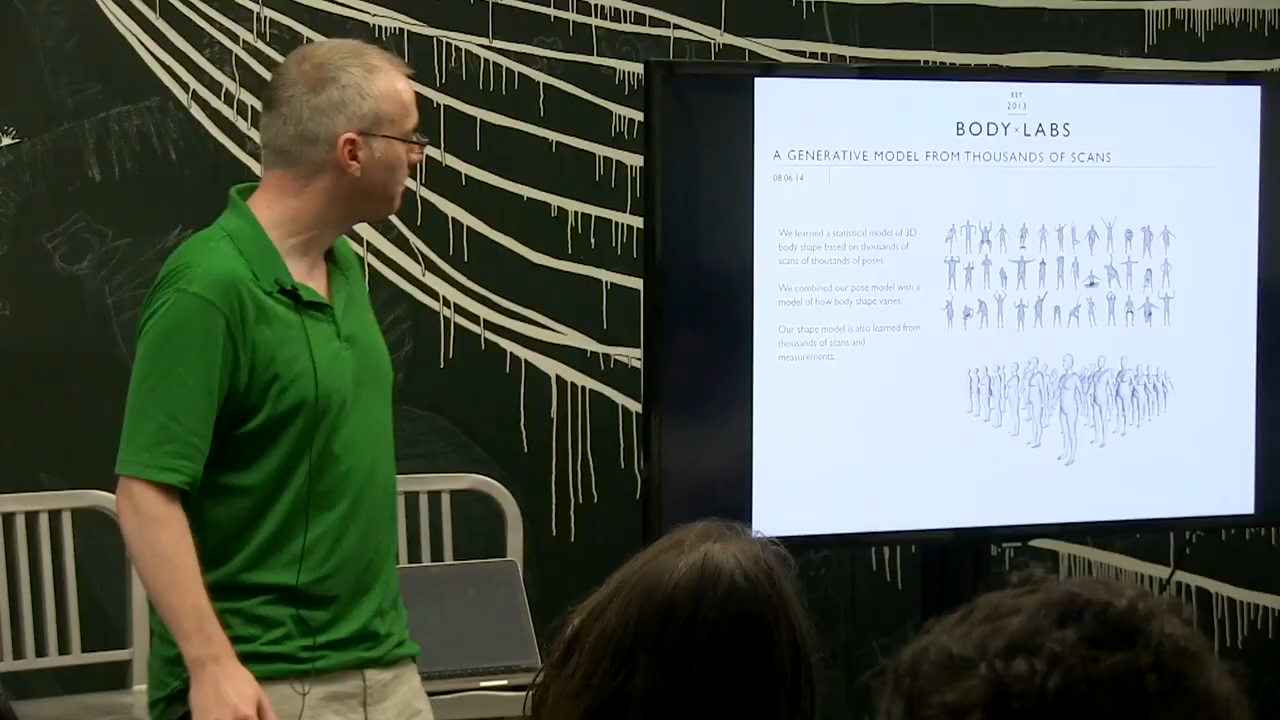 EST
2013
BODY × LABS
A GENERATIVE MODEL FROM THOUSANDS OF SCANS
08.06.14
We learned a statistical model of 3D
body shape based on thousands of
scans of thousands of poses.
We combined our pose model with a
model of how body shape varies.
Our shape model is also learned from
thousands of scans and
measurements.